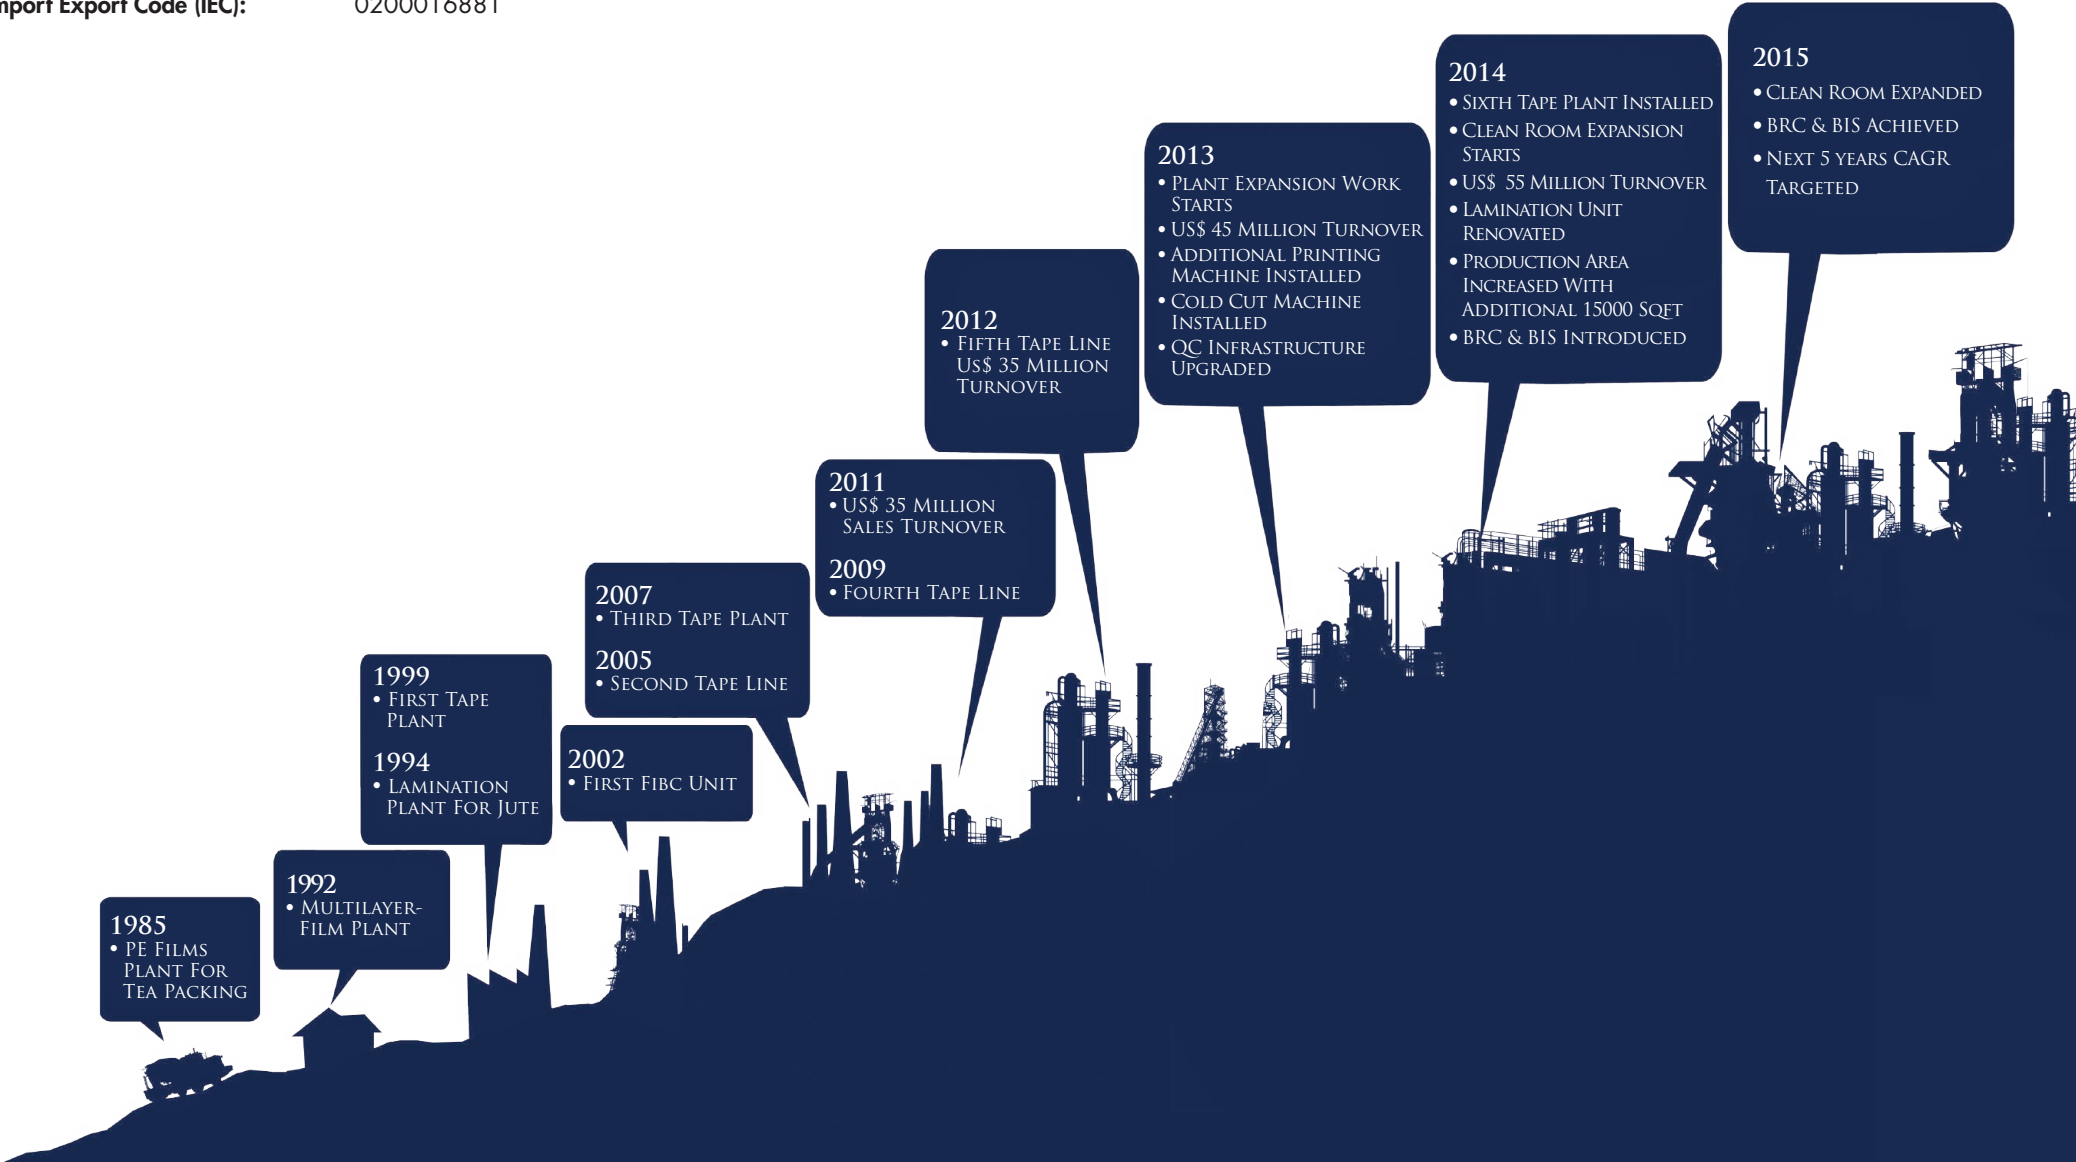 mport Export Code (IEC): 0200016881
1985
• PE Films
Plant For
Tea Packing
1992
• Multilayer-
Film Plant
1999
• First Tape
Plant
1994
• Lamination
Plant For Jute
2002
• First Fibc Unit
2007
• Third Tape Plant
2005
• Second Tape Line
2011
• US$ 35 Million
Sales Turnover
2009
• Fourth Tape Line
2012
• Fifth Tape Line
Us$ 35 Million
Turnover
2013
• Plant Expansion Work
Starts
• US$ 45 Million Turnover
• Additional Printing
Machine Installed
• Cold Cut Machine
Installed
• QC Infrastructure
Upgraded
2014
• Sixth Tape Plant Installed
• Clean Room Expansion
Starts
• US$ 55 Million Turnover
• Lamination Unit
Renovated
• Production Area
Increased With
Additional 15000 Sqft
• BRC & BIS Introduced
2015
• Clean Room Expanded
• BRC & BIS Achieved
• Next 5 years CAGR
Targeted